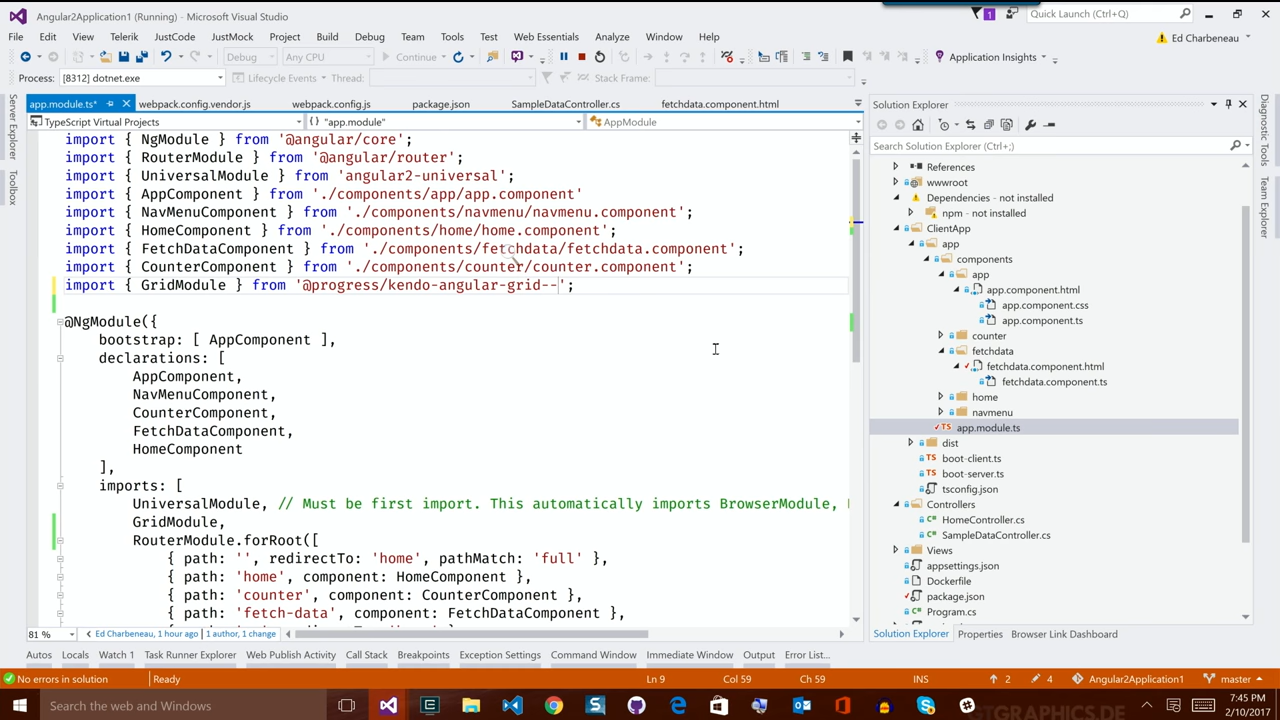 Angular2Application1 (Running) - Microsoft Visual Studio
1
Quick Launch (Ctrl+Q)
File Edit View Telerik JustCode JustMock Project Build Debug Team Tools Test Web Essentials Analyze Window Help
Ed Charbeneau
Debug Any CPU Continue Application Insights
Process: [8312] dotnet.exe Lifecycle Events Thread: Stack Frame:
Server Explorer
Toolbox
app.module.ts* webpack.config.vendor.js webpack.config.js package.json SampleDataController.cs fetchdata.component.html
TypeScript Virtual Projects "app.module" AppModule
import { NgModule } from '@angular/core';
import { RouterModule } from '@angular/router';
import { UniversalModule } from 'angular2-universal';
import { AppComponent } from './components/app/app.component'
import { NavMenuComponent } from './components/navmenu/navmenu.component';
import { HomeComponent } from './components/home/home.component';
import { FetchDataComponent } from './components/fetchdata/fetchdata.component';
import { CounterComponent } from './components/counter/counter.component';
import { GridModule } from '@progress/kendo-angular-grid--';
@NgModule({
bootstrap: [ AppComponent ],
declarations: [
AppComponent,
NavMenuComponent,
CounterComponent,
FetchDataComponent,
HomeComponent
],
imports: [
UniversalModule, // Must be first import. This automatically imports BrowserModule,
GridModule,
RouterModule.forRoot([
{ path: '', redirectTo: 'home', pathMatch: 'full' },
{ path: 'home', component: HomeComponent },
{ path: 'counter', component: CounterComponent },
{ path: 'fetch-data', component: FetchDataComponent },
81 % Ed Charbeneau, 1 hour ago | 1 author, 1 change
Solution Explorer
Search Solution Explorer (Ctrl+;)
References
wwwroot
Dependencies - not installed
npm - not installed
ClientApp
app
components
app
app.component.html
app.component.css
app.component.ts
counter
fetchdata
fetchdata.component.html
fetchdata.component.ts
home
navmenu
TS app.module.ts
dist
TS boot-client.ts
TS boot-server.ts
tsconfig.json
Controllers
C# HomeController.cs
C# SampleDataController.cs
Views
appsettings.json
Dockerfile
package.json
Program.cs
Solution Explorer Properties Browser Link Dashboard
Diagnostic Tools
Team Explorer
Autos Locals Watch 1 Task Runner Explorer Web Publish Activity Call Stack Breakpoints Exception Settings Command Window Immediate Window Output Error List...
No errors in solution Ready Ln 9 Col 59 Ch 59 INS 2 4 Angular2Application1 master
Search the web and Windows
7:45 PM
2/10/2017
GTGRAPHICS.DE